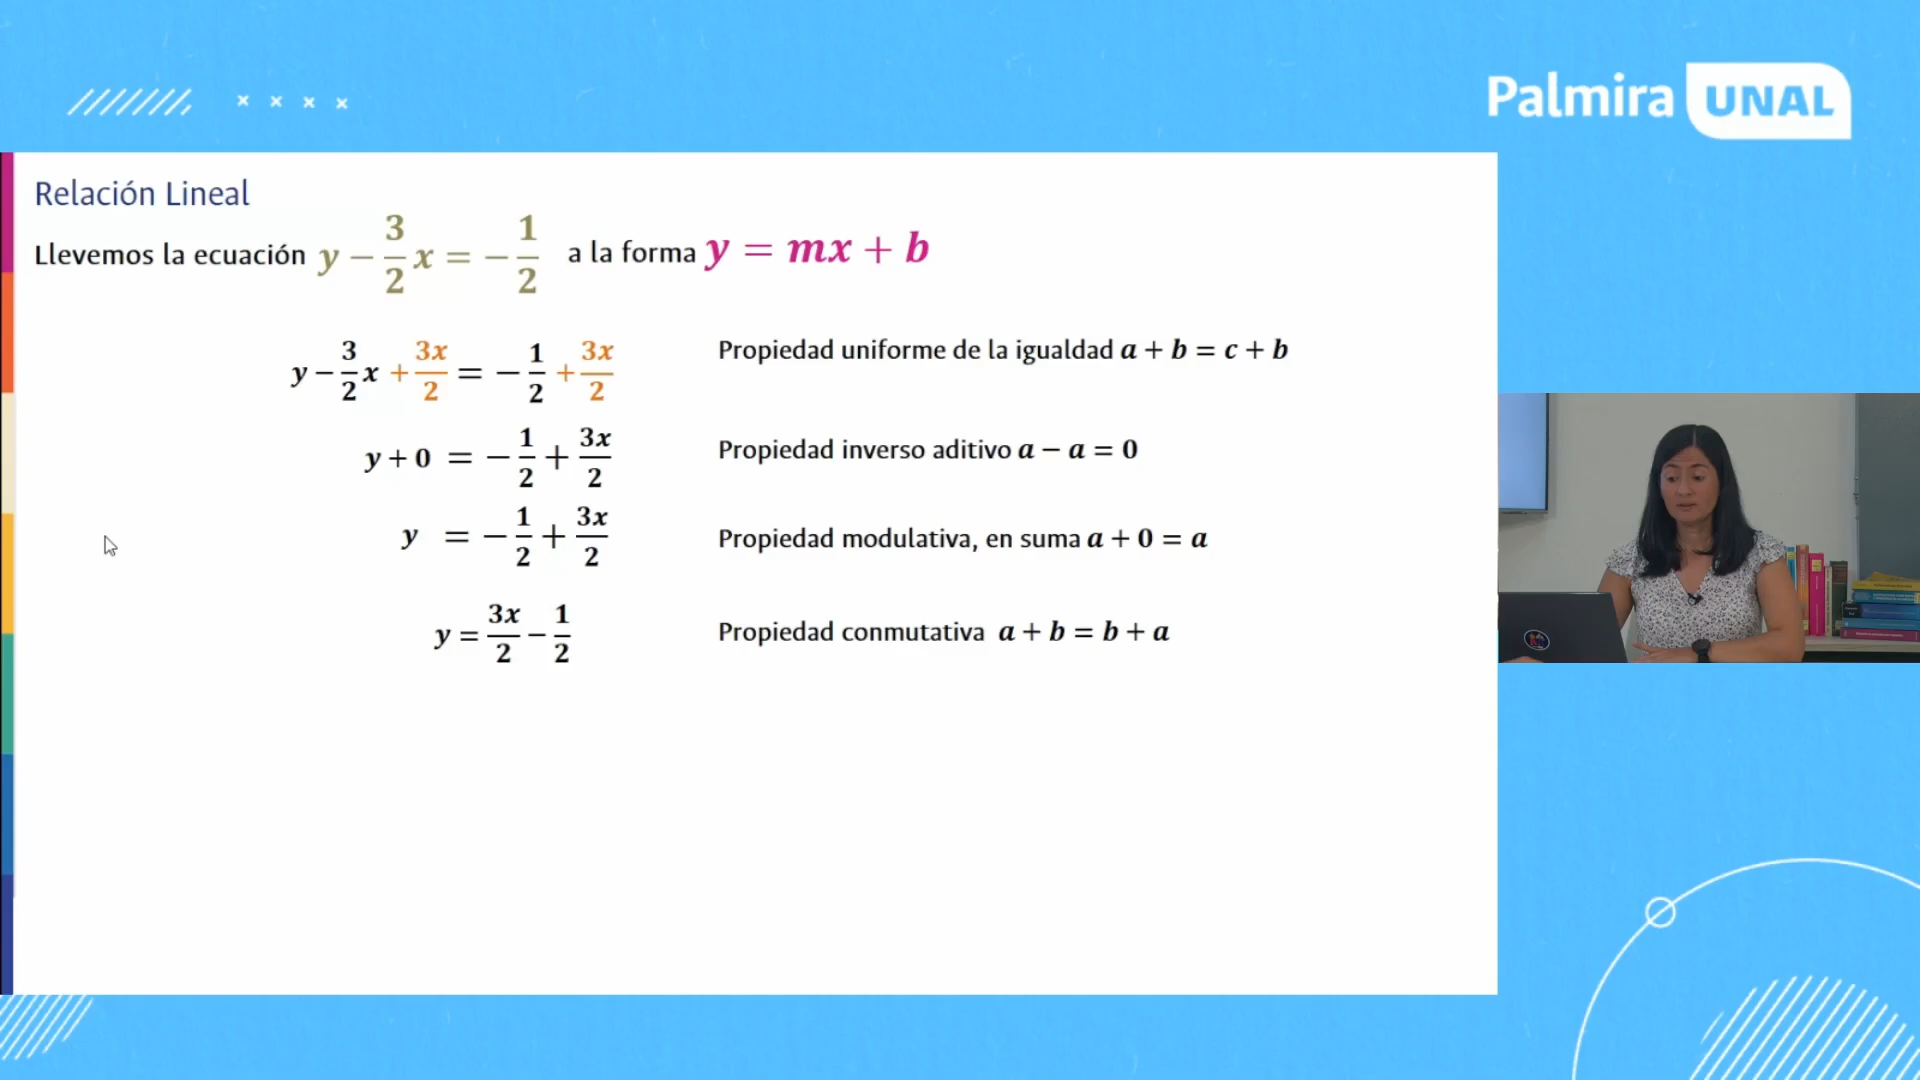 Palmira UNAL
Relación Lineal
Llevemos la ecuación y − 3/2 x = − 1/2 a la forma y = mx + b
y − 3/2 x + 3x/2 = − 1/2 + 3x/2 Propiedad uniforme de la igualdad a + b = c + b
y + 0 = − 1/2 + 3x/2 Propiedad inverso aditivo a − a = 0
y = − 1/2 + 3x/2 Propiedad modulativa, en suma a + 0 = a
y = 3x/2 − 1/2 Propiedad conmutativa a + b = b + a